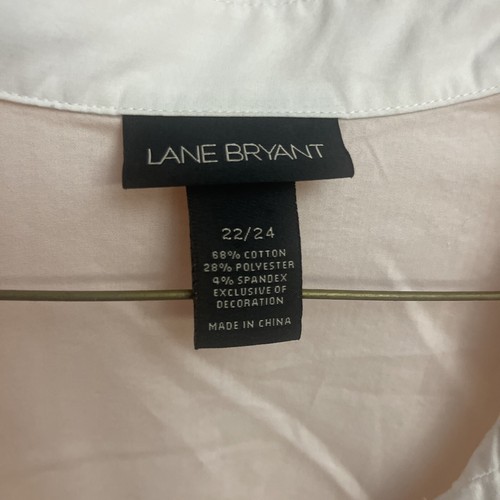 LANE BRYANT
22/24
68% COTTON
28% POLYESTER
4% SPANDEX
EXCLUSIVE OF
DECORATION
MADE IN CHINA